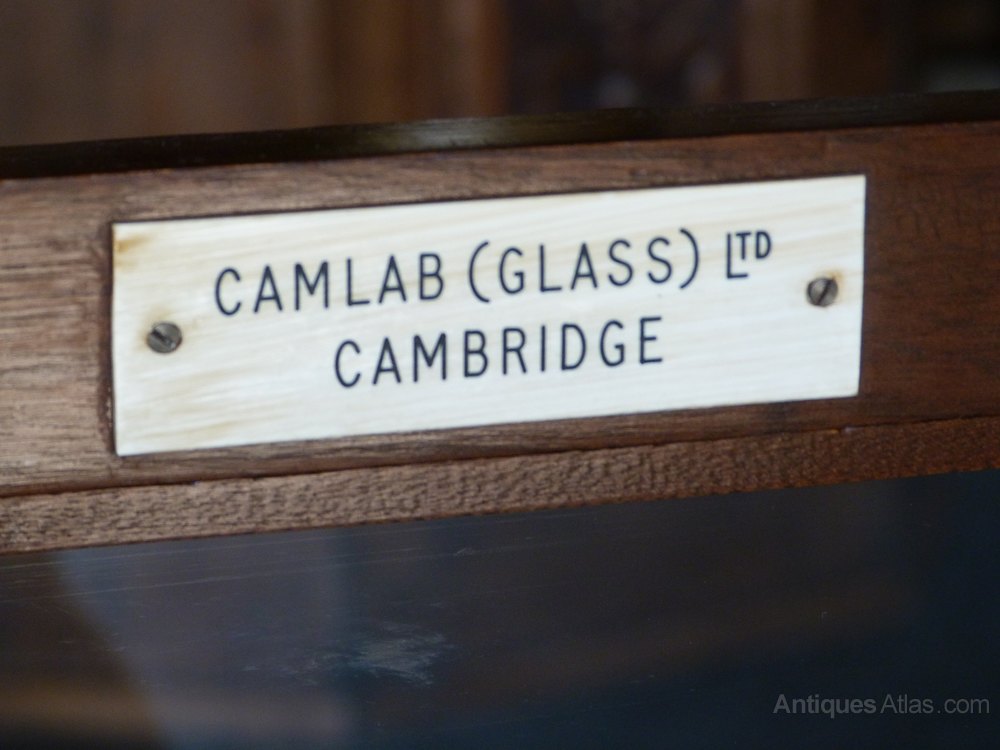 CAMLAB (GLASS) LTD
CAMBRIDGE
AntiquesAtlas.com